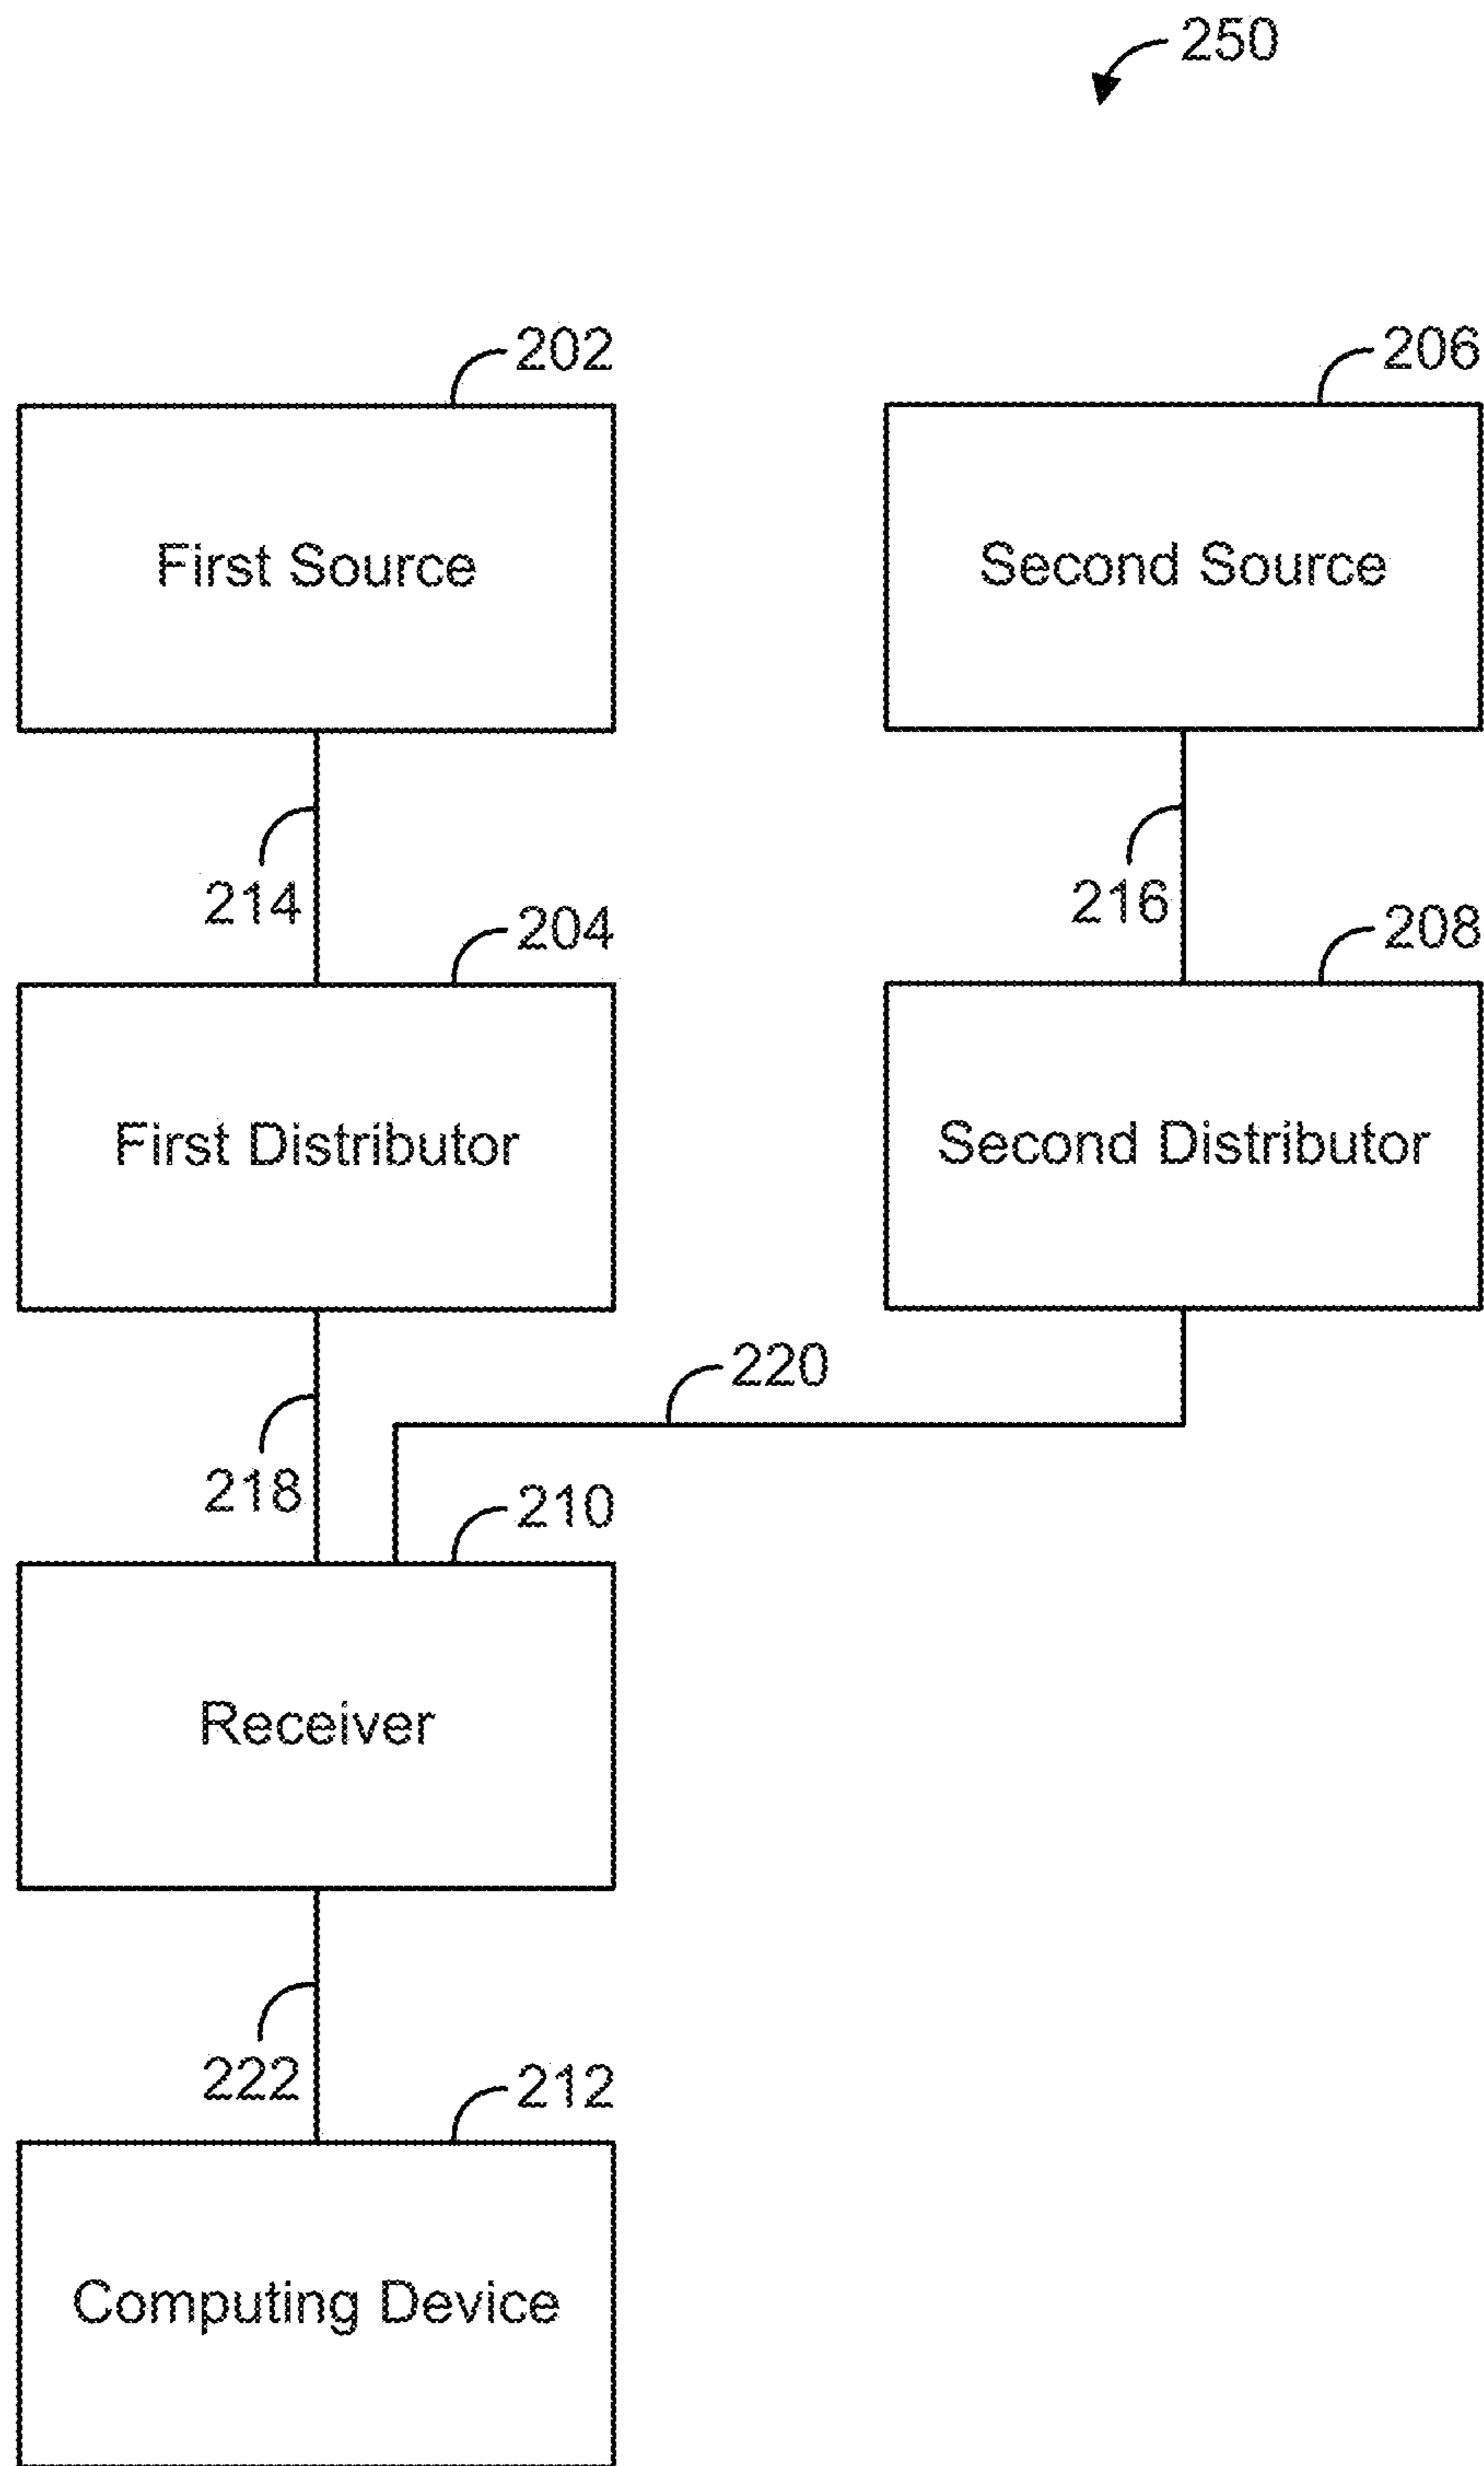 250
202
206
First Source
Second Source
214
216
204
208
First Distributor
Second Distributor
220
218
210
Receiver
222
212
Computing Device